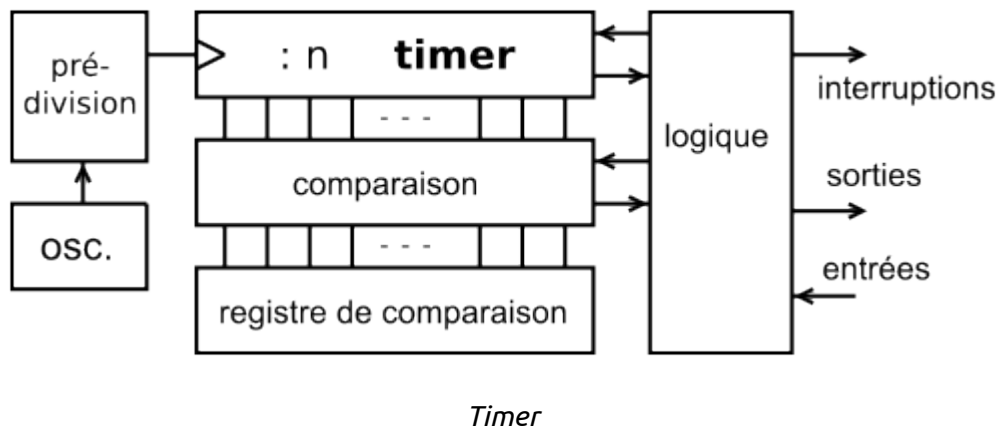 pré-
division
: n timer
logique
interruptions
sorties
entrées
- - -
comparaison
osc.
- - -
registre de comparaison
Timer